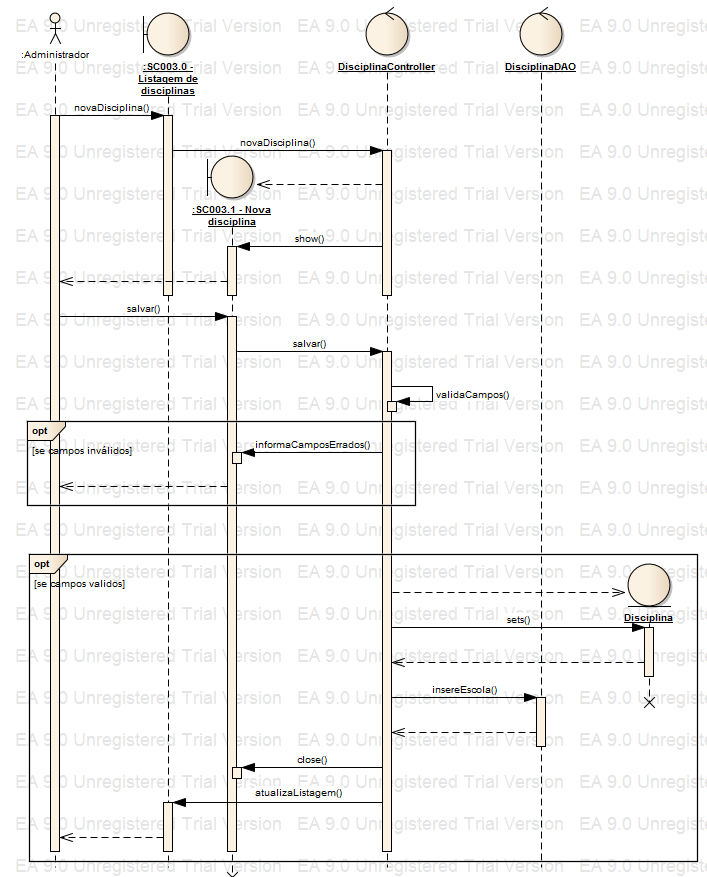 :Administrador
:SC003.0 -
Listagem de
disciplinas
DisciplinaController
DisciplinaDAO
novaDisciplina()
novaDisciplina()
:SC003.1 - Nova
disciplina
show()
salvar()
salvar()
validaCampos()
opt
[se campos inválidos]
informaCamposErrados()
opt
[se campos validos]
Disciplina
sets()
insereEscola()
close()
atualizaListagem()
EA 9.0 Unregistered Trial Version